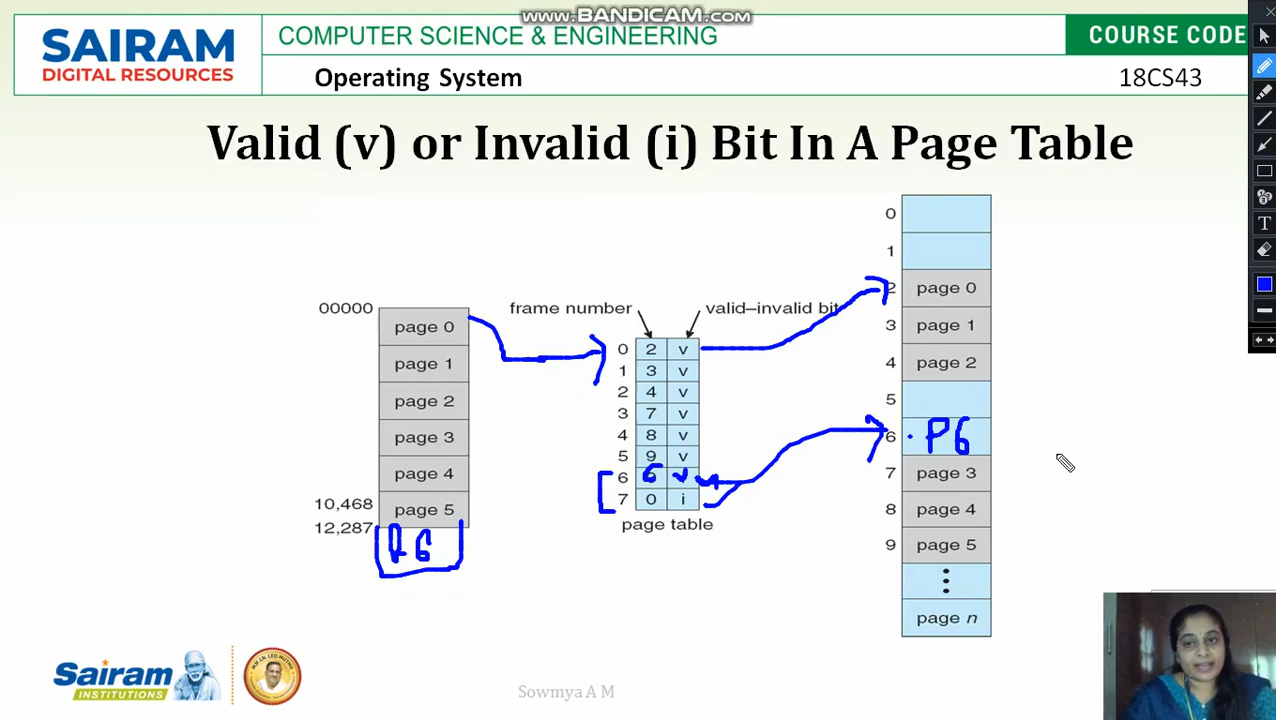 www.BANDICAM.com
SAIRAM
DIGITAL RESOURCES
COMPUTER SCIENCE & ENGINEERING
COURSE CODE
Operating System
18CS43
Valid (v) or Invalid (i) Bit In A Page Table
00000
page 0
page 1
page 2
page 3
page 4
10,468
page 5
12,287
P6
frame number
valid–invalid bit
0 2 v
1 3 v
2 4 v
3 7 v
4 8 v
5 9 v
6 6 v
7 0 i
page table
0
1
2 page 0
3 page 1
4 page 2
5
6 P6
7 page 3
8 page 4
9 page 5
page n
Sairam
INSTITUTIONS
Sowmya A M